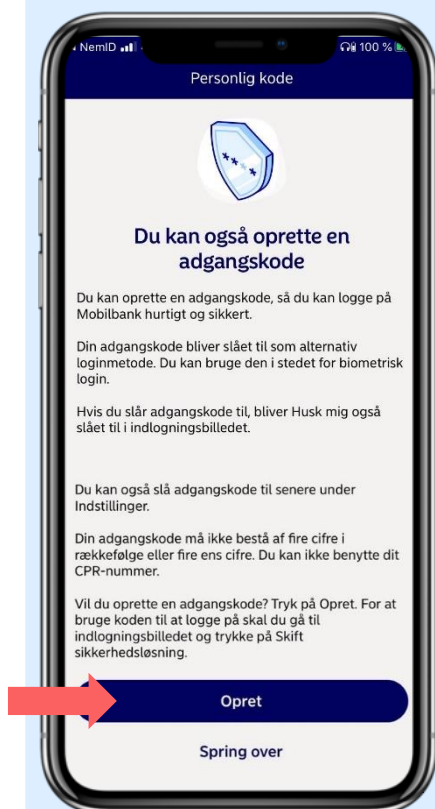 NemID
100 %
Personlig kode
****
Du kan også oprette en
adgangskode
Du kan oprette en adgangskode, så du kan logge på
Mobilbank hurtigt og sikkert.
Din adgangskode bliver slået til som alternativ
loginmetode. Du kan bruge den i stedet for biometrisk
login.
Hvis du slår adgangskode til, bliver Husk mig også
slået til i indlogningsbilledet.
Du kan også slå adgangskode til senere under
Indstillinger.
Din adgangskode må ikke bestå af fire cifre i
rækkefølge eller fire ens cifre. Du kan ikke benytte dit
CPR-nummer.
Vil du oprette en adgangskode? Tryk på Opret. For at
bruge koden til at logge på skal du gå til
indlogningsbilledet og trykke på Skift
sikkerhedsløsning.
Opret
Spring over